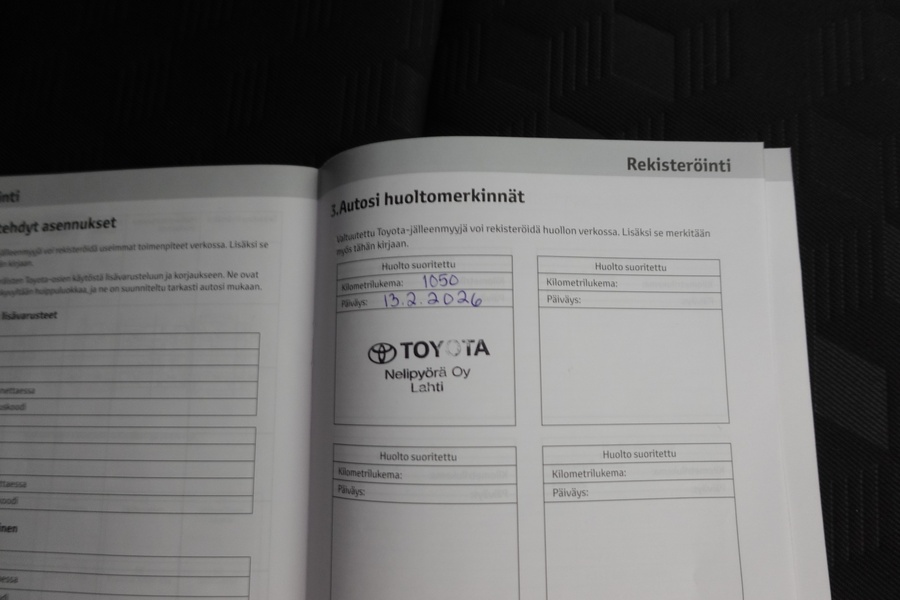 tehdyt asennukset
lisävarusteet
Rekisteröinti
3.Autosi huoltomerkinnät
Valtuutettu Toyota-jälleenmyyjä voi rekisteröidä huollon verkossa. Lisäksi se merkitään
myös tähän kirjaan.
Huolto suoritettu
Kilometrilukema: 1050
Päiväys: 13.2.2026
TOYOTA
Nelipyörä Oy
Lahti
Huolto suoritettu
Kilometrilukema:
Päiväys:
Huolto suoritettu
Kilometrilukema:
Päiväys:
Huolto suoritettu
Kilometrilukema:
Päiväys: